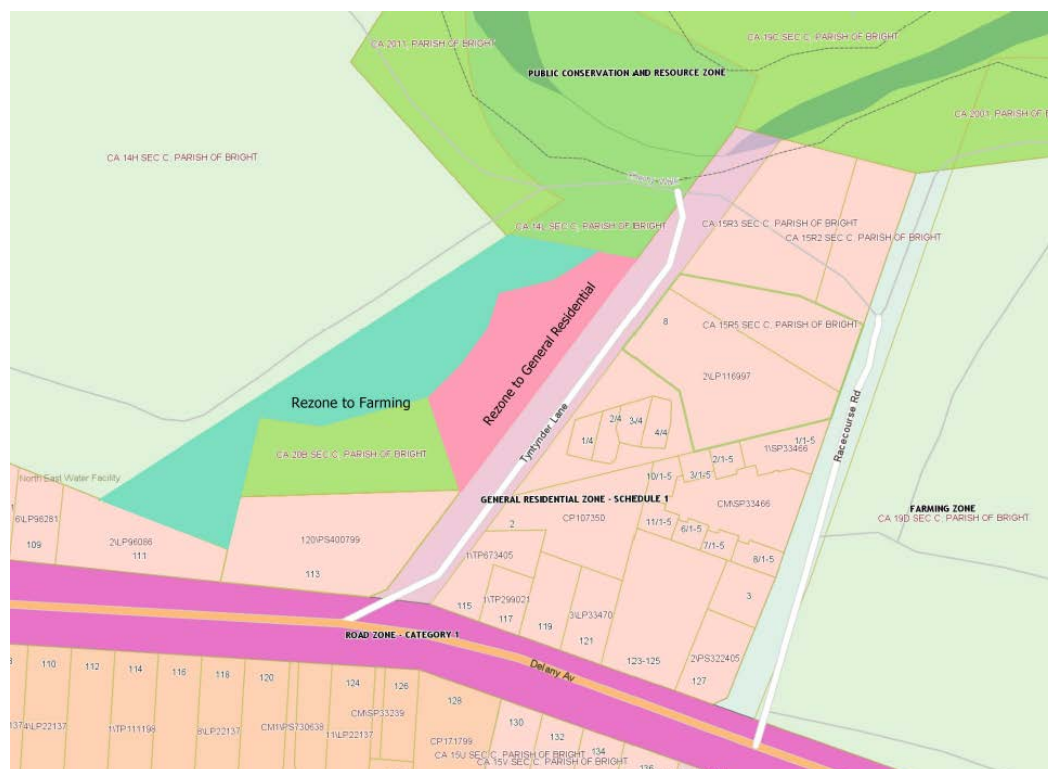 CA 2011, PARISH OF BRIGHT
CA 19C SEC C, PARISH OF BRIGHT
PUBLIC CONSERVATION AND RESOURCE ZONE
CA 2001, PARISH OF B
CA 14H SEC C, PARISH OF BRIGHT
CA 14L SEC C, PARISH OF BRIGHT
CA 15R3 SEC C, PARISH OF BRIGHT
CA 15R2 SEC C, PARISH OF BRIGHT
Rezone to General Residential
8
CA 15R5 SEC C, PARISH OF BRIGHT
2\LP116997
Rezone to Farming
Tyntynder Lane
Racecourse Rd
1/4
2/4
3/4
4/4
1/1-5
1\SP33466
2/1-5
3/1-5
10/1-5
CA 20B SEC C, PARISH OF BRIGHT
North East Water Facility
GENERAL RESIDENTIAL ZONE - SCHEDULE 1
CM\SP33466
FARMING ZONE
CA 19D SEC C, PARISH OF BRIGHT
6\LP96281
109
2\LP96086
111
120\PS400799
113
2
CP107350
11/1-5
6/1-5
7/1-5
8/1-5
1\TP673405
115
1\TP299021
117
119
3\LP33470
121
3
123-125
2\PS322405
127
ROAD ZONE - CATEGORY 1
Delany Av
110
112
114
116
118
120
124
126
128
130
132
134
136
4\LP22137
1\TP111198
8\LP22137
CM1\PS730638
11\LP22137
CM\SP33239
CP171799
CA 15U SEC C, PARISH OF BRIGHT
CA 15V SEC C, PARISH OF BRIGHT